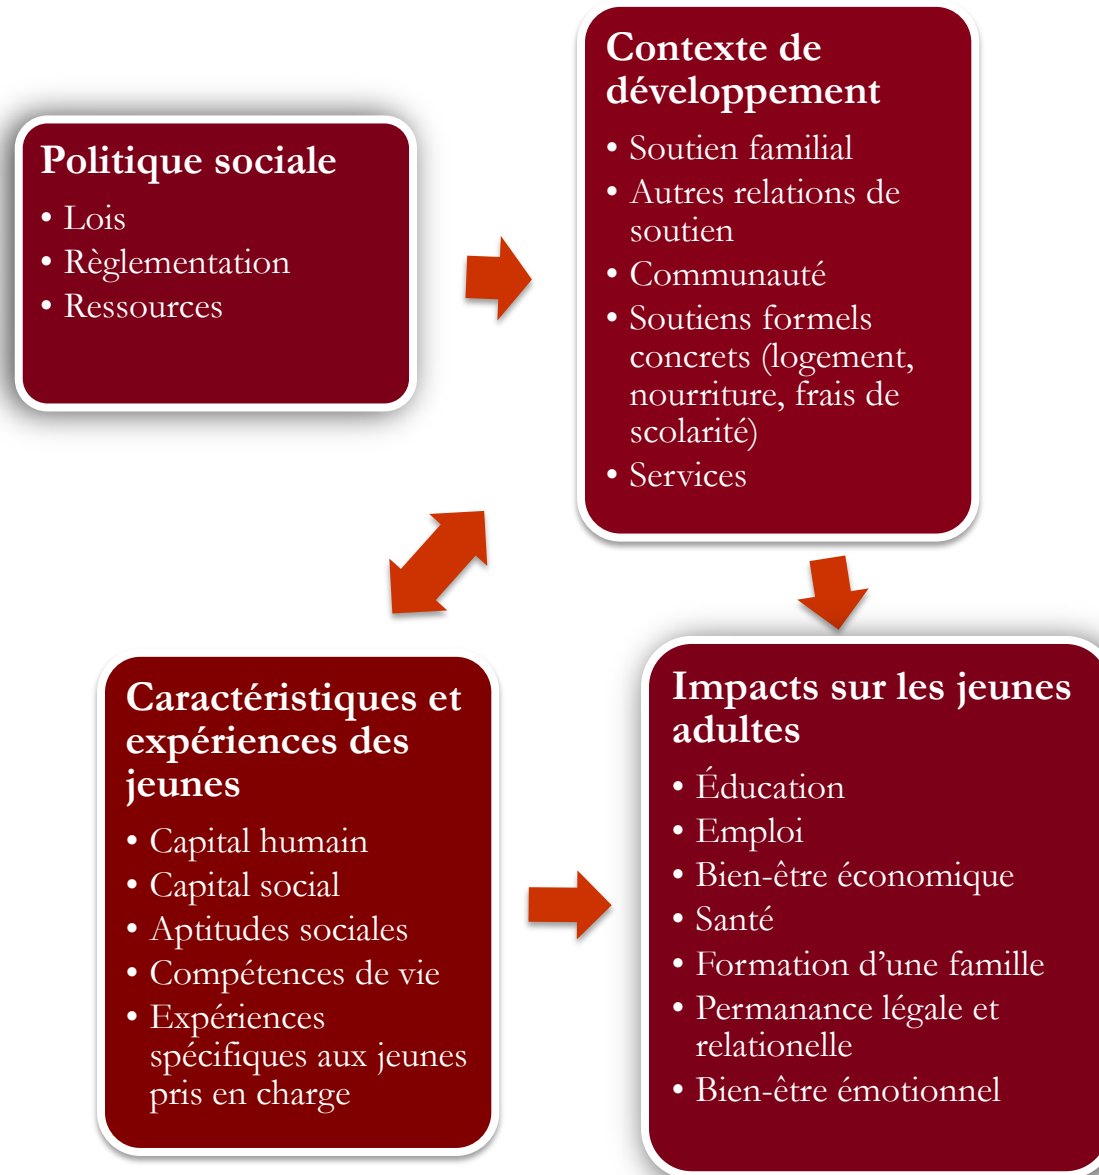 Politique sociale
• Lois
• Règlementation
• Ressources
Contexte de
développement
• Soutien familial
• Autres relations de
soutien
• Communauté
• Soutiens formels
concrets (logement,
nourriture, frais de
scolarité)
• Services
Caractéristiques et
expériences des
jeunes
• Capital humain
• Capital social
• Aptitudes sociales
• Compétences de vie
• Expériences
spécifiques aux jeunes
pris en charge
Impacts sur les jeunes
adultes
• Éducation
• Emploi
• Bien-être économique
• Santé
• Formation d’une famille
• Permanance légale et
relationelle
• Bien-être émotionnel